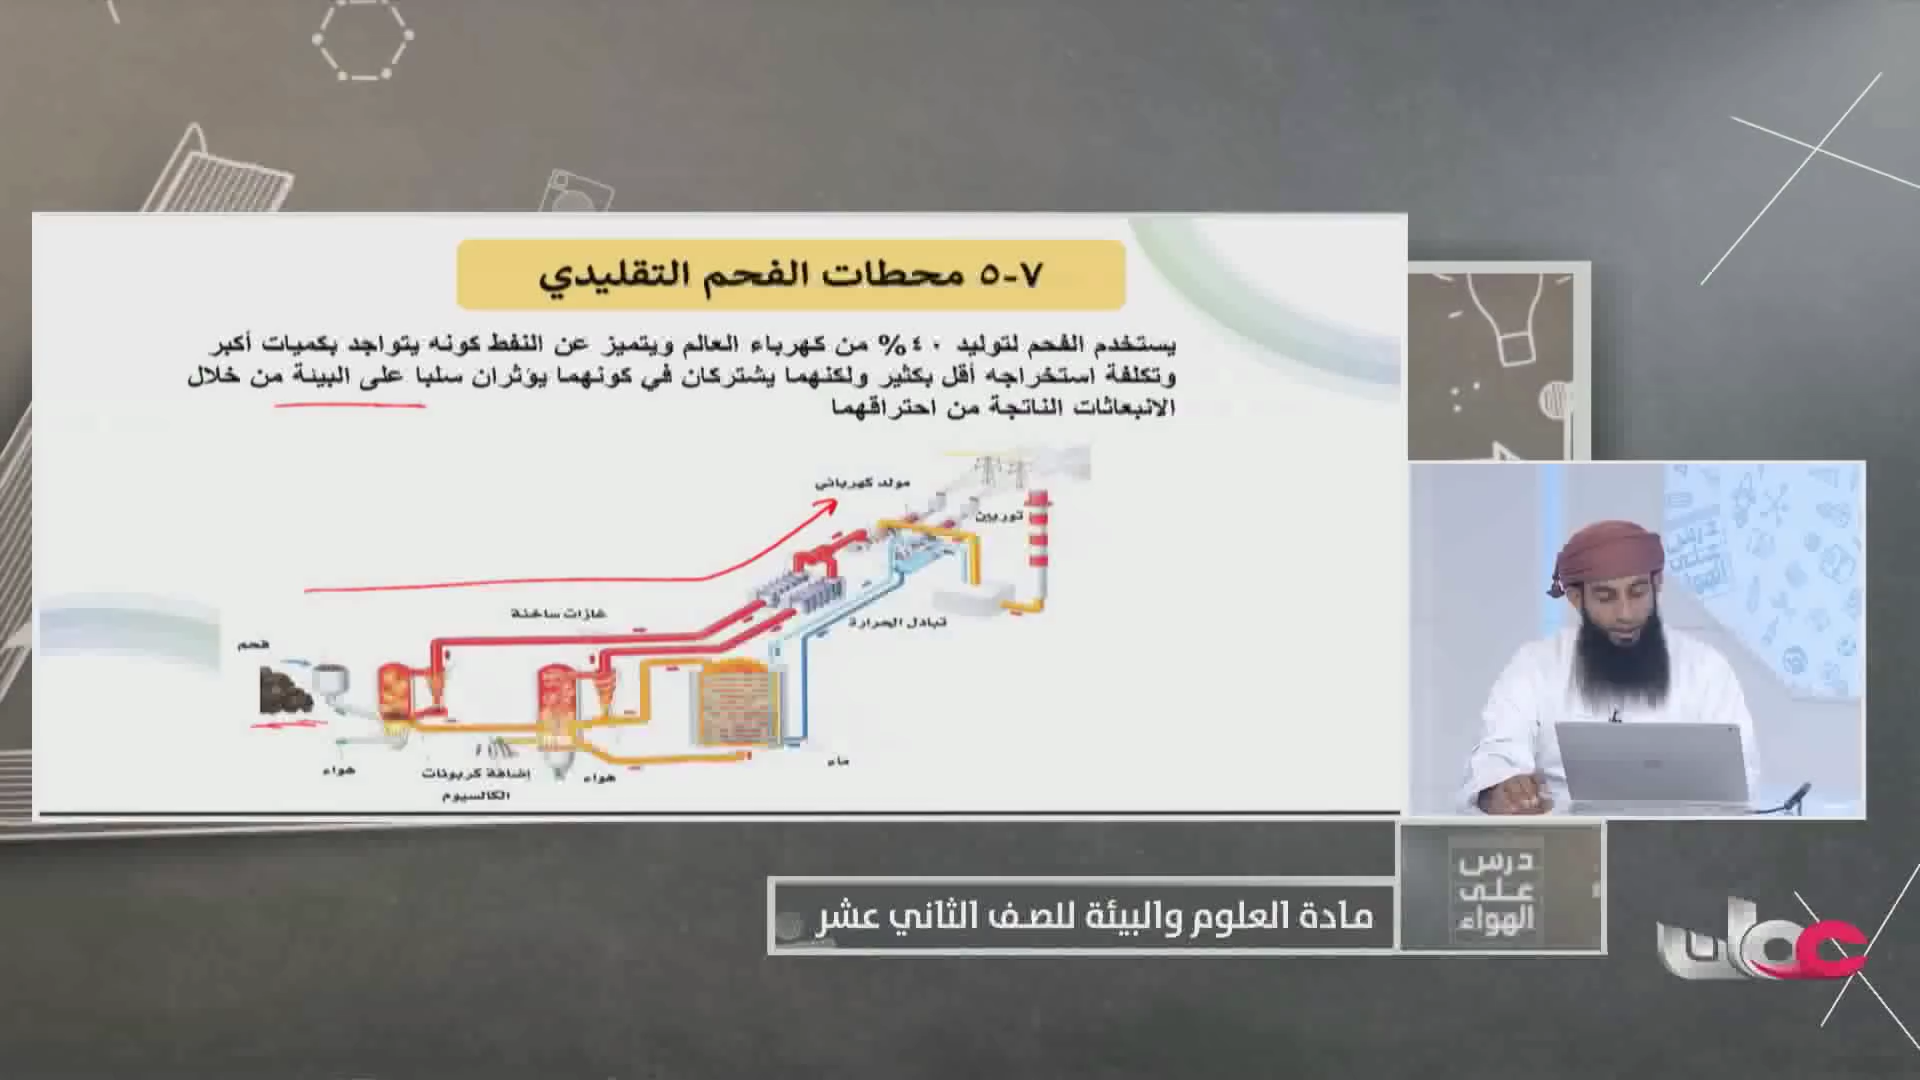 ٧-٥ محطات الفحم التقليدي
يستخدم الفحم لتوليد ٤٠% من كهرباء العالم ويتميز عن النفط كونه يتواجد بكميات أكبر
وتكلفة استخراجه أقل بكثير ولكنهما يشتركان في كونهما يؤثران سلبا على البيئة من خلال
الانبعاثات الناتجة من احتراقهما
مولد كهربائي
توربين
غازات ساخنة
تبادل الحرارة
فحم
ماء
هواء
إضافة كربونات
الكالسيوم
هواء
درس
على
الهواء
درس
على
الهواء
مادة العلوم والبيئة للصف الثاني عشر
عمان